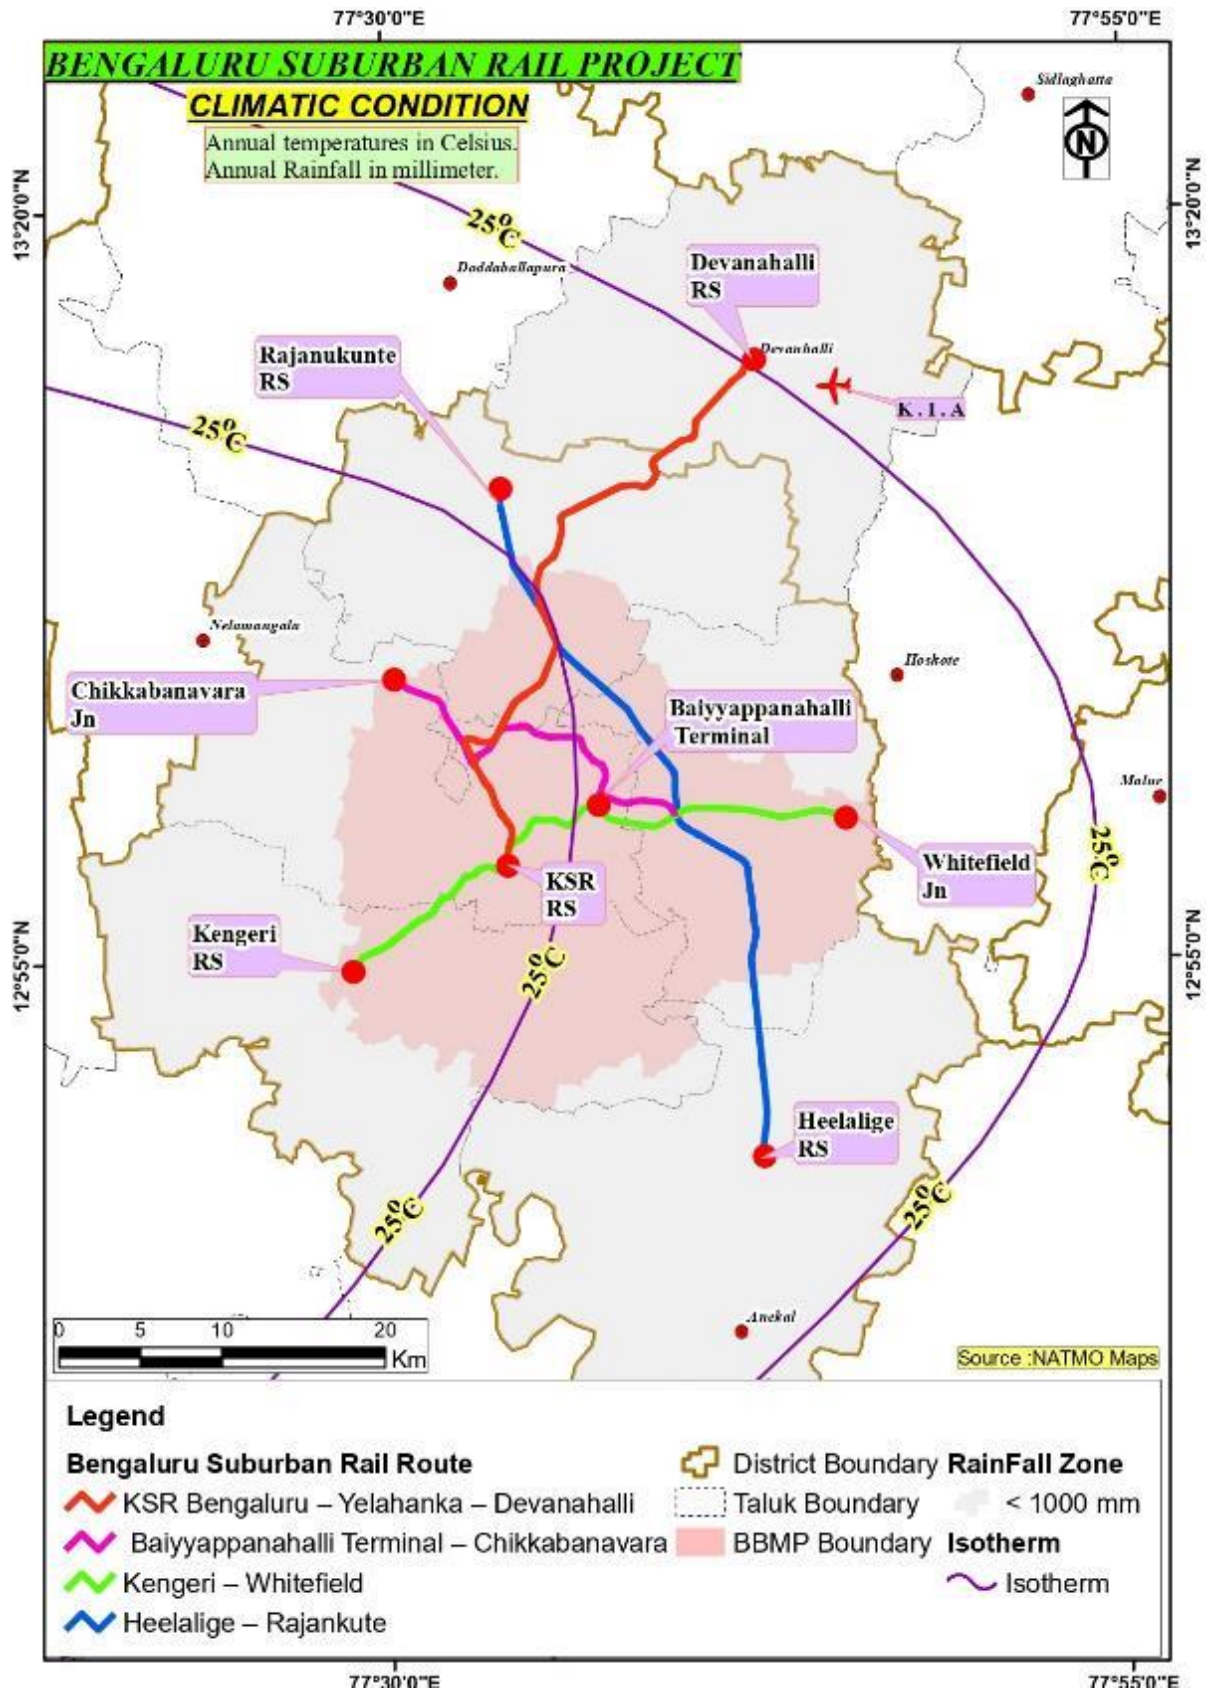 77°30'0"E
77°55'0"E
BENGALURU SUBURBAN RAIL PROJECT
CLIMATIC CONDITION
Annual temperatures in Celsius.
Annual Rainfall in millimeter.
Sidlaghatta
N
13°20'0"N
13°20'0"N
25°C
Doddaballapura
Devanahalli
RS
Devanhalli
K.I.A
Rajanukunte
RS
25°C
Nelamangala
Hoskote
Chikkabanavara
Jn
Baiyyappanahalli
Terminal
Malur
25°C
Whitefield
Jn
KSR
RS
Kengeri
RS
12°55'0"N
12°55'0"N
25°C
Heelalige
RS
25°C
25°C
Anekal
0 5 10 20
Km
Source :NATMO Maps
Legend
Bengaluru Suburban Rail Route
KSR Bengaluru – Yelahanka – Devanahalli
Baiyyappanahalli Terminal – Chikkabanavara
Kengeri – Whitefield
Heelalige – Rajankute
District Boundary
Taluk Boundary
BBMP Boundary
RainFall Zone
< 1000 mm
Isotherm
Isotherm
77°30'0"E
77°55'0"E